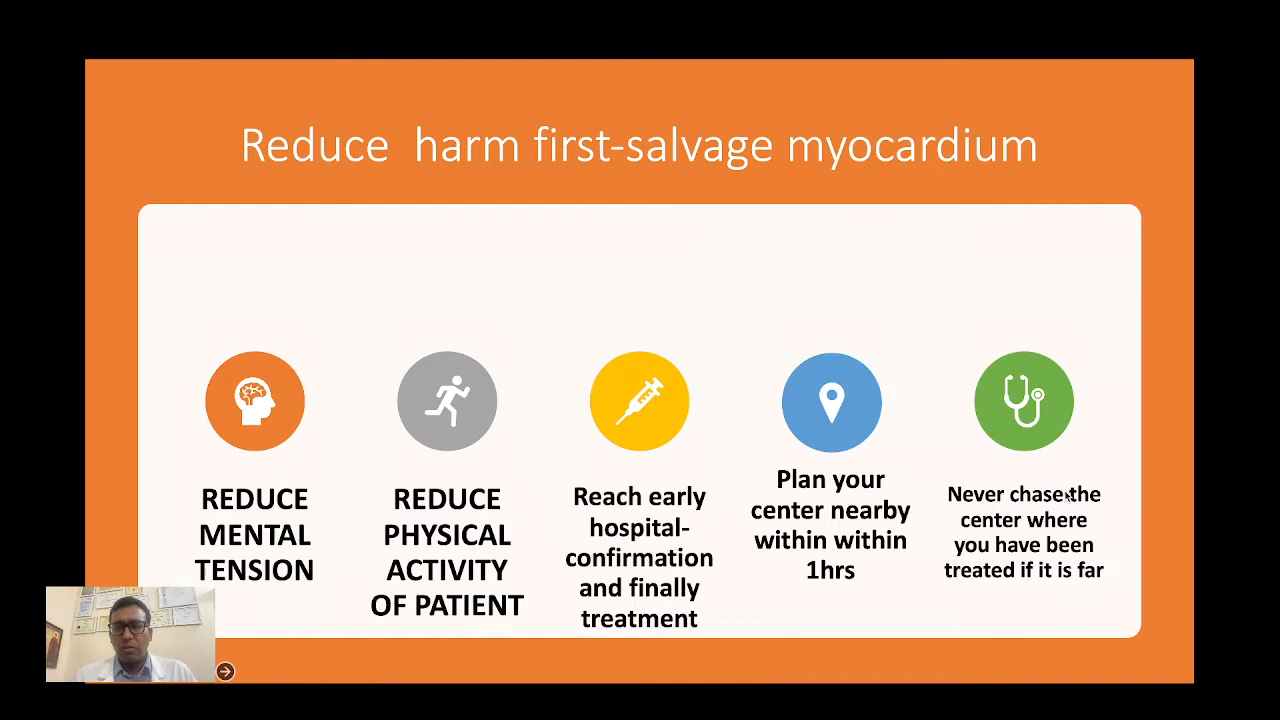 Reduce  harm first-salvage myocardium
REDUCE
MENTAL
TENSION
REDUCE
PHYSICAL
ACTIVITY
OF PATIENT
Reach early
hospital-
confirmation
and finally
treatment
Plan your
center nearby
within within
1hrs
Never chase the
center where
you have been
treated if it is far